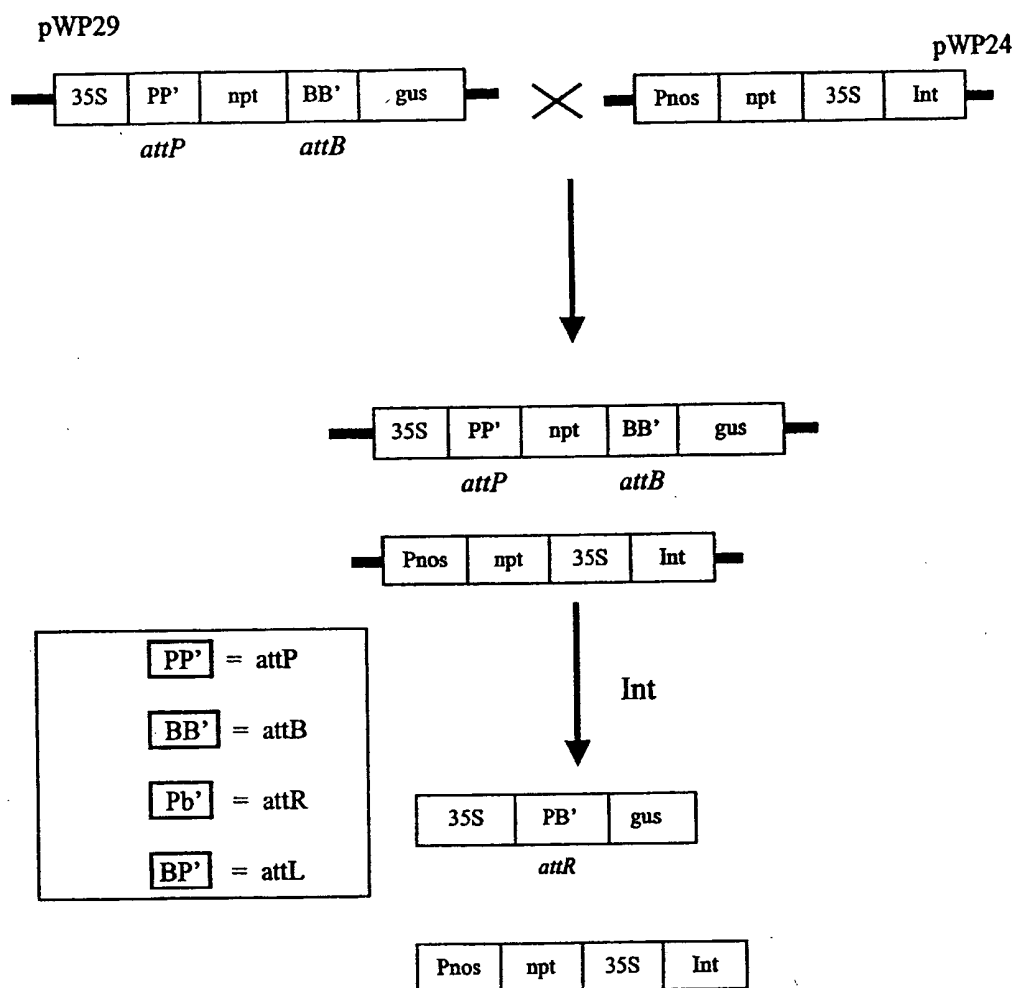 pWP29
pWP24
35S PP' npt BB' gus
Pnos npt 35S Int
attP attB
35S PP' npt BB' gus
attP attB
Pnos npt 35S Int
Int
PP' = attP
BB' = attB
Pb' = attR
BP' = attL
35S PB' gus
attR
Pnos npt 35S Int